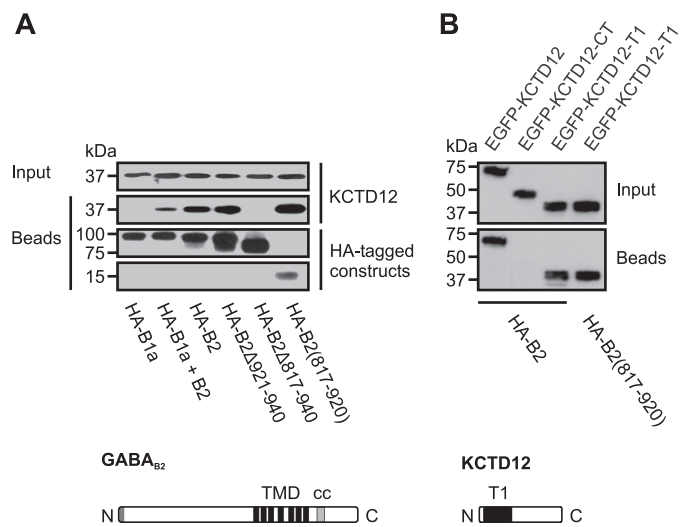 A
kDa
Input
37
KCTD12
Beads
37
100
75
HA-tagged
constructs
15
HA-B1a
HA-B1a + B2
HA-B2
HA-B2Δ921-940
HA-B2Δ817-940
HA-B2(817-920)
B
EGFP-KCTD12
EGFP-KCTD12-CT
EGFP-KCTD12-T1
EGFP-KCTD12-T1
kDa
75
50
37
Input
75
50
37
Beads
HA-B2
HA-B2(817-920)
GABAB2
TMD cc
N C
KCTD12
T1
N C